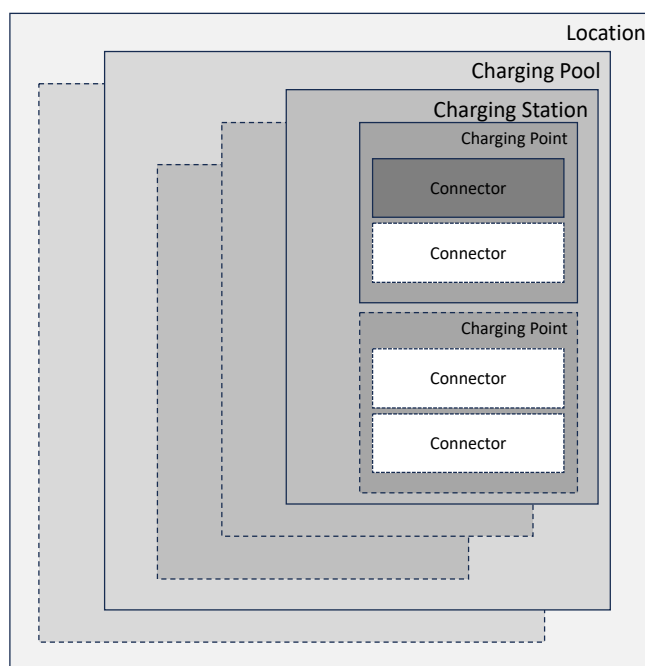 Location
Charging Pool
Charging Station
Charging Point
Connector
Connector
Charging Point
Connector
Connector